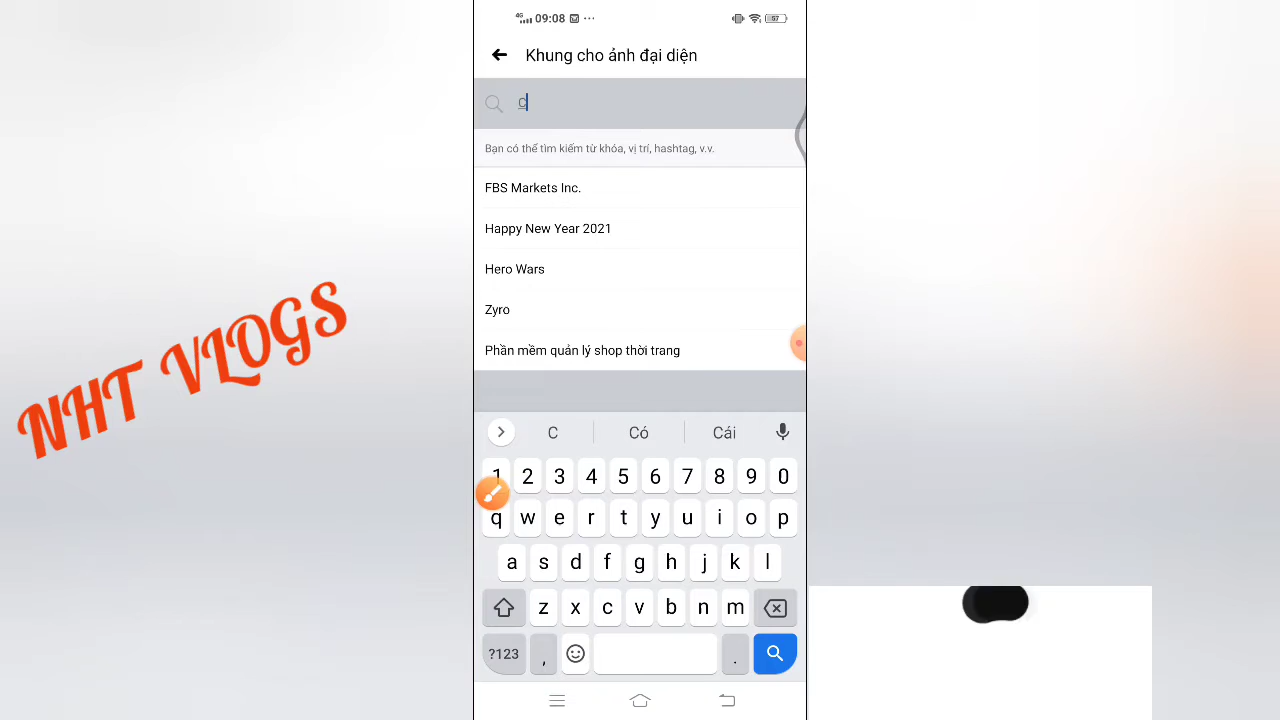 4G 09:08 ... 57
Khung cho ảnh đại diện
C
Bạn có thể tìm kiếm từ khóa, vị trí, hashtag, v.v.
FBS Markets Inc.
Happy New Year 2021
Hero Wars
Zyro
Phần mềm quản lý shop thời trang
NHT VLOGS
C Có Cái
1 2 3 4 5 6 7 8 9 0
q w e r t y u i o p
a s d f g h j k l
z x c v b n m
?123 , .